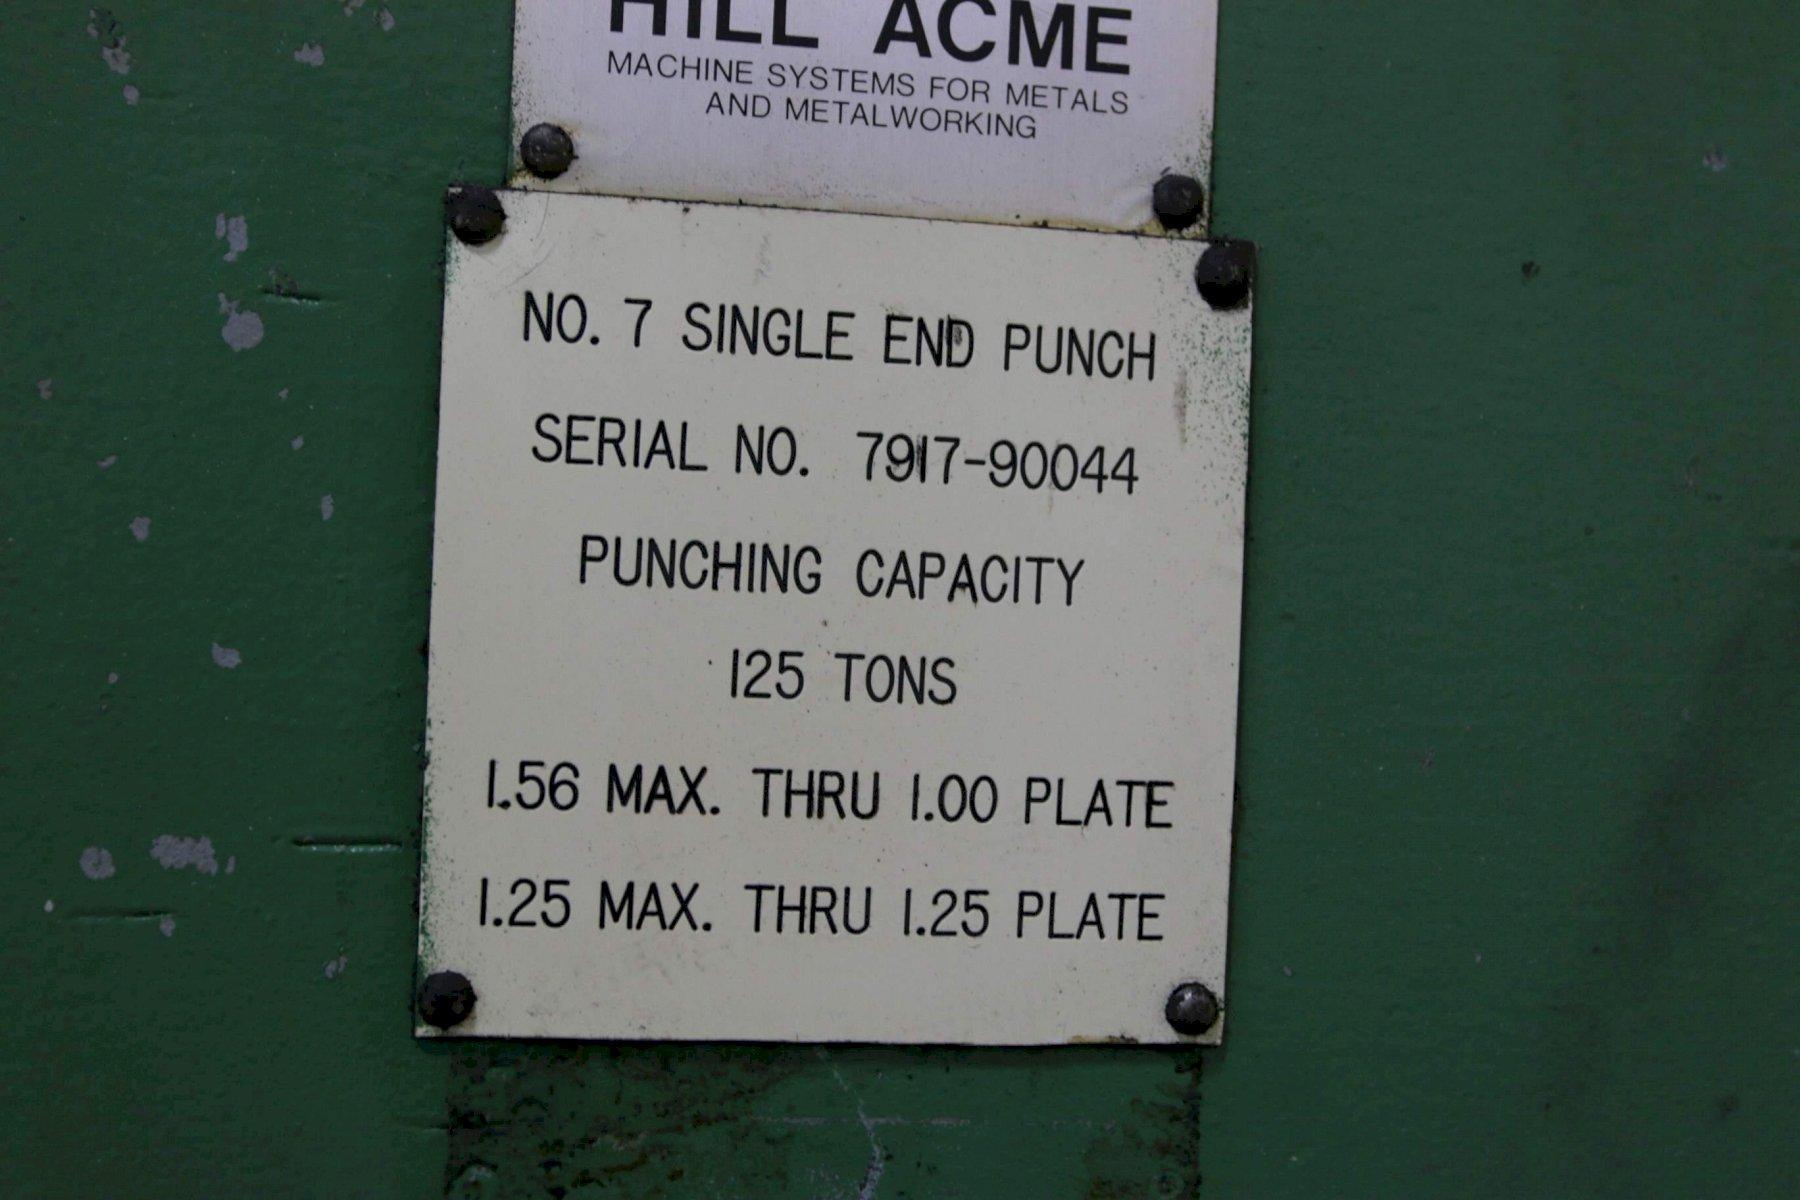 HILL ACME
MACHINE SYSTEMS FOR METALS
AND METALWORKING
NO. 7 SINGLE END PUNCH
SERIAL NO. 7917-90044
PUNCHING CAPACITY
125 TONS
1.56 MAX. THRU 1.00 PLATE
1.25 MAX. THRU 1.25 PLATE